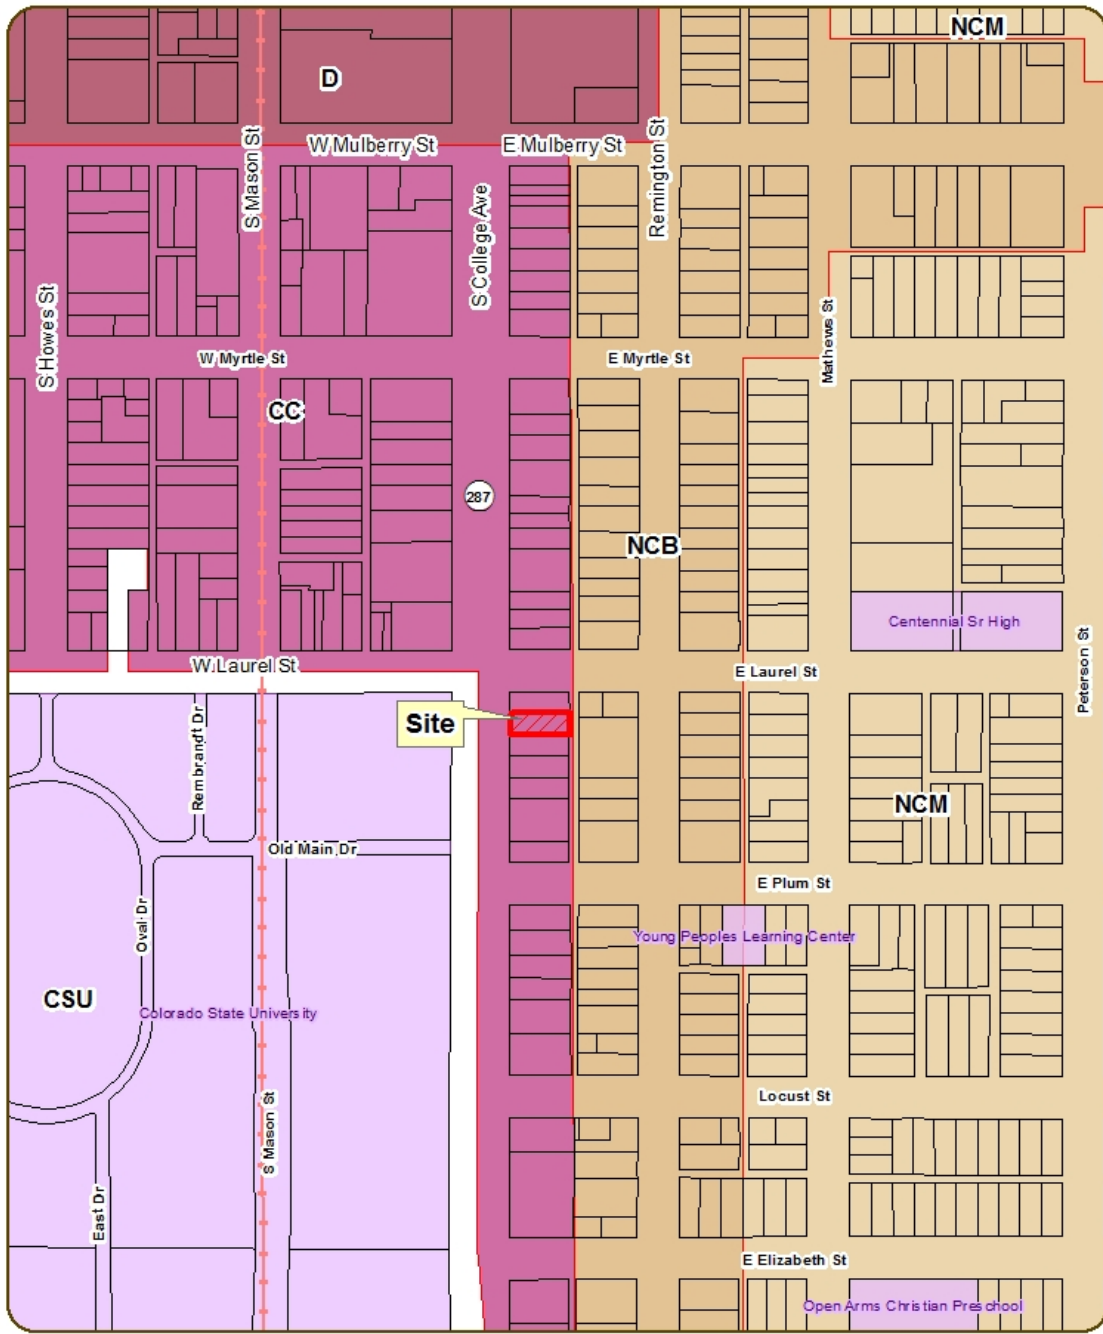 NCM
D
S Mason St
W Mulberry St
E Mulberry St
Remington St
S College Ave
S Howes St
Mathews St
W Myrtle St
E Myrtle St
CC
287
NCB
Centennial Sr High
Peterson St
W Laurel St
E Laurel St
Site
Rembrandt Dr
NCM
Old Main Dr
E Plum St
Oval Dr
Young Peoples Learning Center
CSU
Colorado State University
Locust St
S Mason St
East Dr
E Elizabeth St
Open Arms Christian Preschool